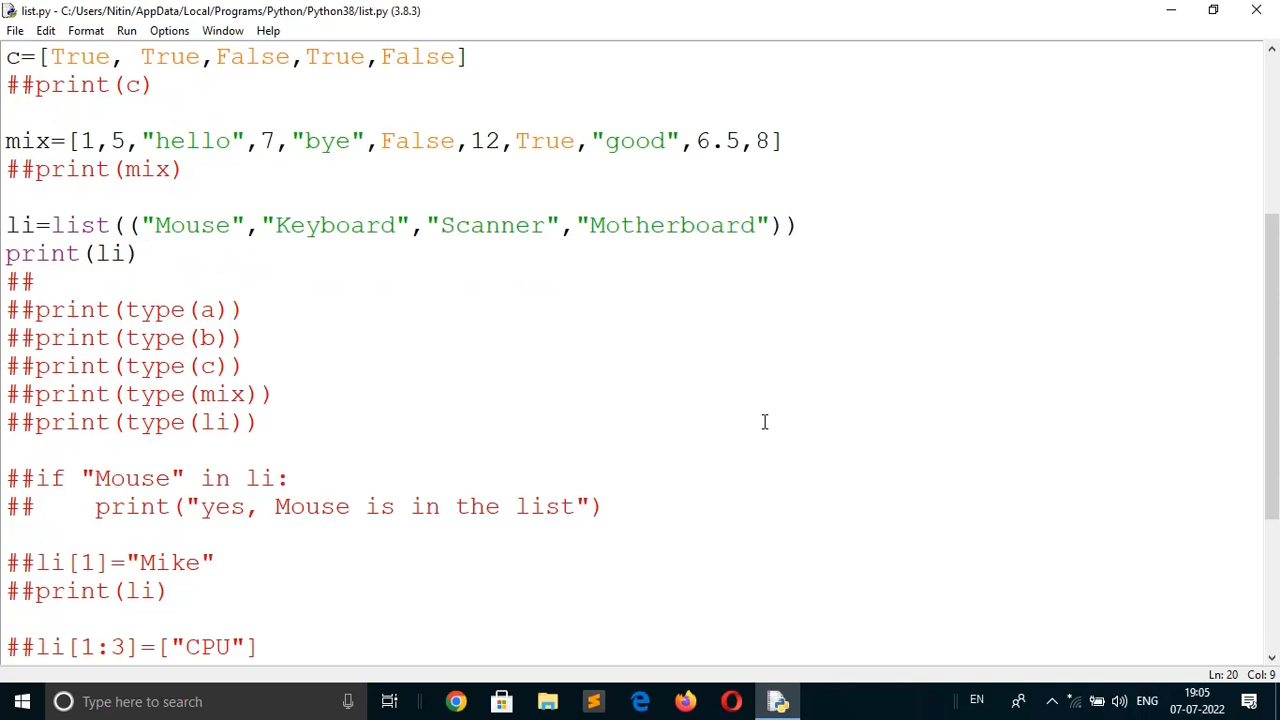 list.py - C:/Users/Nitin/AppData/Local/Programs/Python/Python38/list.py (3.8.3)
File Edit Format Run Options Window Help
c=[True, True,False,True,False]
##print(c)
mix=[1,5,"hello",7,"bye",False,12,True,"good",6.5,8]
##print(mix)
li=list(("Mouse","Keyboard","Scanner","Motherboard"))
print(li)
##
##print(type(a))
##print(type(b))
##print(type(c))
##print(type(mix))
##print(type(li))
##if "Mouse" in li:
##    print("yes, Mouse is in the list")
##li[1]="Mike"
##print(li)
##li[1:3]=["CPU"]
Ln: 20 Col: 9
Type here to search
EN
ENG
19:05
07-07-2022